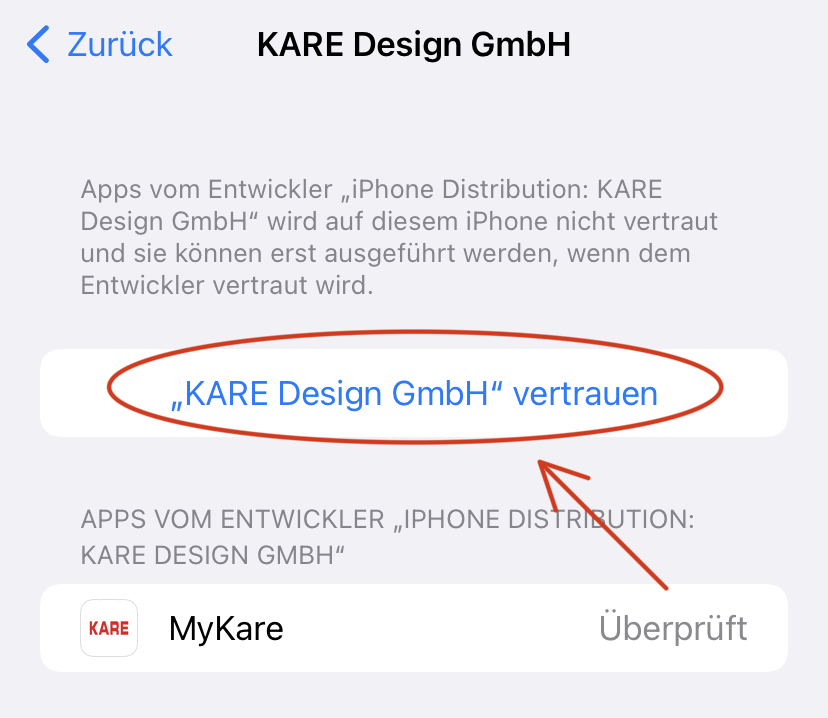 Zurück KARE Design GmbH
Apps vom Entwickler „iPhone Distribution: KARE
Design GmbH“ wird auf diesem iPhone nicht vertraut
und sie können erst ausgeführt werden, wenn dem
Entwickler vertraut wird.
„KARE Design GmbH“ vertrauen
APPS VOM ENTWICKLER „IPHONE DISTRIBUTION:
KARE DESIGN GMBH“
KARE MyKare Überprüft